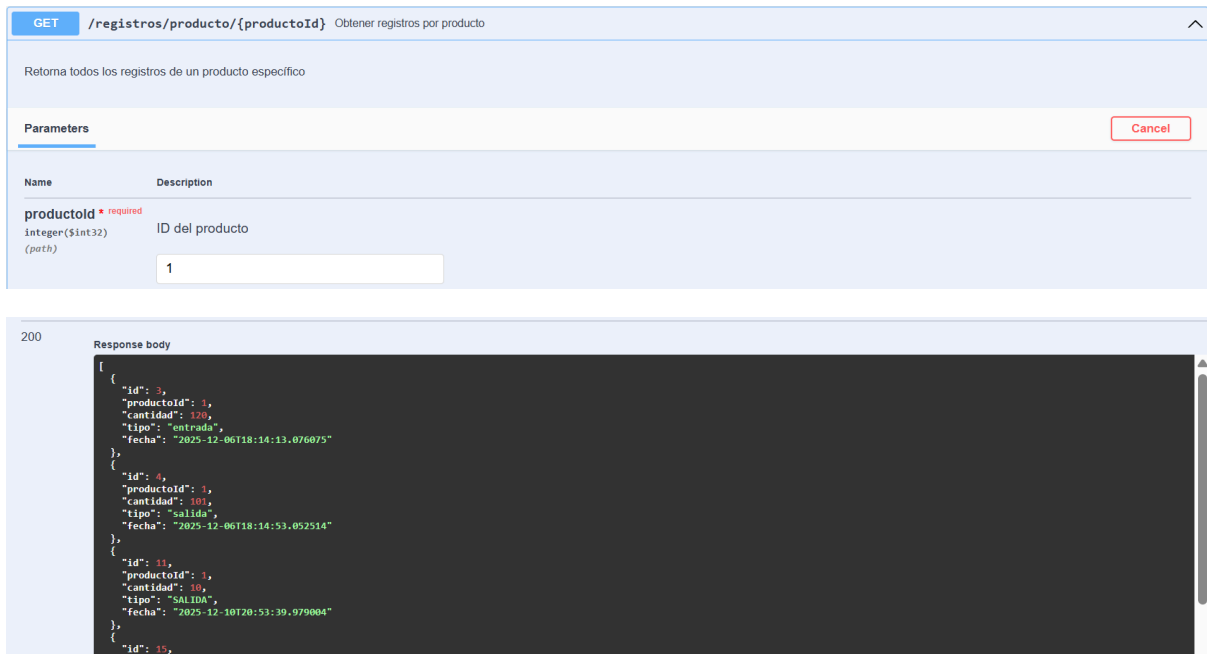 GET /registros/producto/{productoId} Obtener registros por producto
Retorna todos los registros de un producto específico
Parameters Cancel
Name Description
productoId * required
integer($int32)
(path)
ID del producto
1
200
Response body
[
{
"id": 3,
"productoId": 1,
"cantidad": 120,
"tipo": "entrada",
"fecha": "2025-12-06T18:14:13.076075"
},
{
"id": 4,
"productoId": 1,
"cantidad": 101,
"tipo": "salida",
"fecha": "2025-12-06T18:14:53.052514"
},
{
"id": 11,
"productoId": 1,
"cantidad": 10,
"tipo": "SALIDA",
"fecha": "2025-12-10T20:53:39.979004"
},
{
"id": 15,